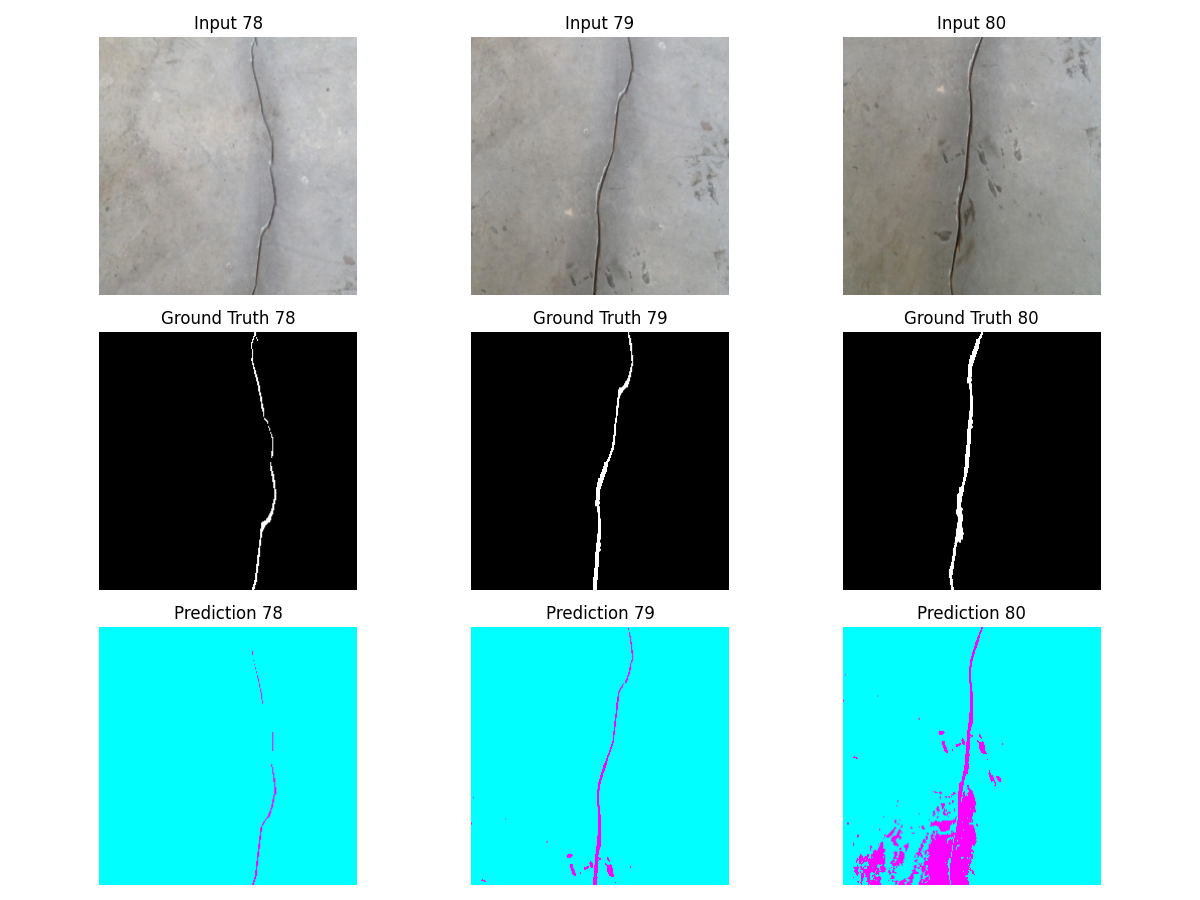 Input 78
Input 79
Input 80
Ground Truth 78
Ground Truth 79
Ground Truth 80
Prediction 78
Prediction 79
Prediction 80